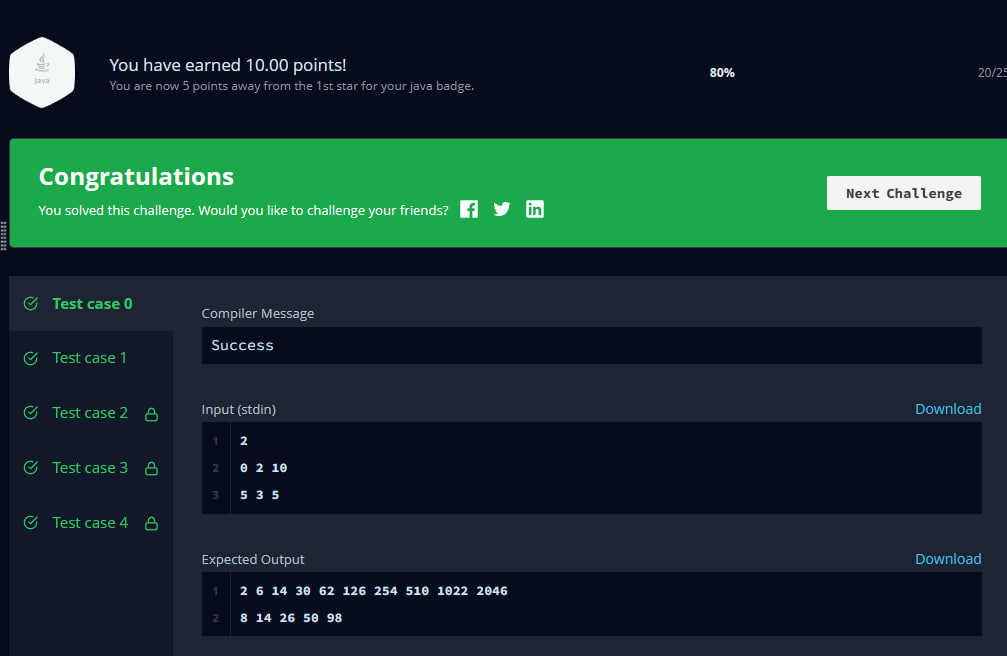 Java
You have earned 10.00 points!
80%
20/25
You are now 5 points away from the 1st star for your java badge.
Congratulations
You solved this challenge. Would you like to challenge your friends?
Next Challenge
Test case 0
Test case 1
Test case 2
Test case 3
Test case 4
Compiler Message
Success
Input (stdin)
Download
1 2
2 0 2 10
3 5 3 5
Expected Output
Download
1 2 6 14 30 62 126 254 510 1022 2046
2 8 14 26 50 98